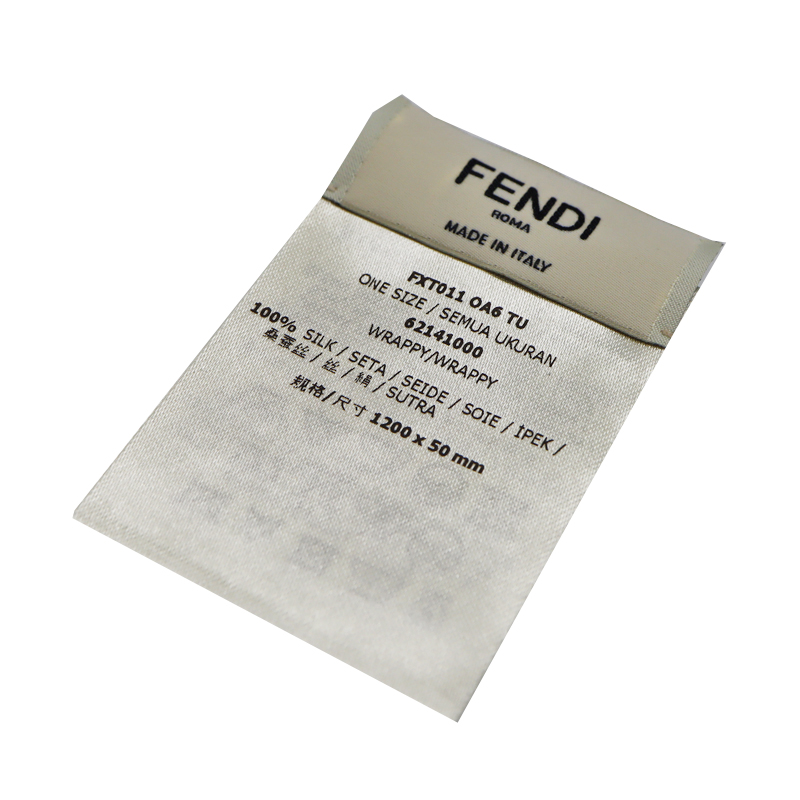 FENDI
ROMA
MADE IN ITALY
FXT011 OA6 TU
ONE SIZE / SEMUA UKURAN
62141000
WRAPPY/WRAPPY
100% SILK / SETA / SEIDE / SOIE / İPEK /
桑蚕丝 / 丝 / 絹 / SUTRA
规格/尺寸 1200 x 50 mm